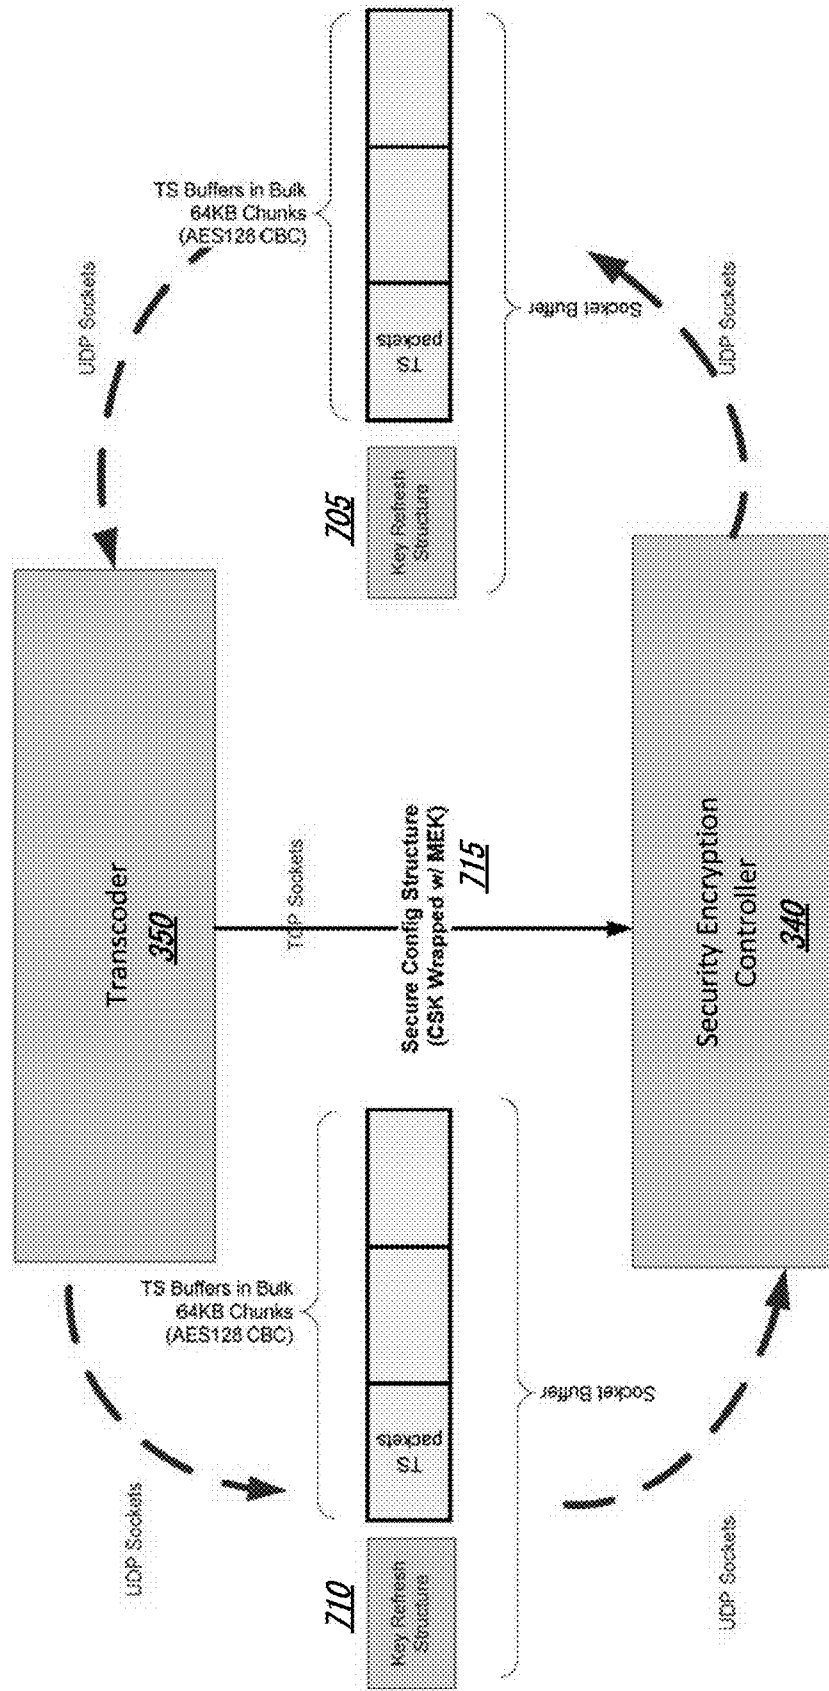 Transcoder
350
UDP Sockets
TS Buffers in Bulk
64KB Chunks
(AES128 CBC)
710
Key Refresh
Structure
TS
packets
Socket Buffer
UDP Sockets
TCP Sockets
Secure Config Structure
(CSK Wrapped w/ MEK)
715
UDP Sockets
TS Buffers in Bulk
64KB Chunks
(AES128 CBC)
705
Key Refresh
Structure
TS
packets
Socket Buffer
UDP Sockets
Security Encryption
Controller
340